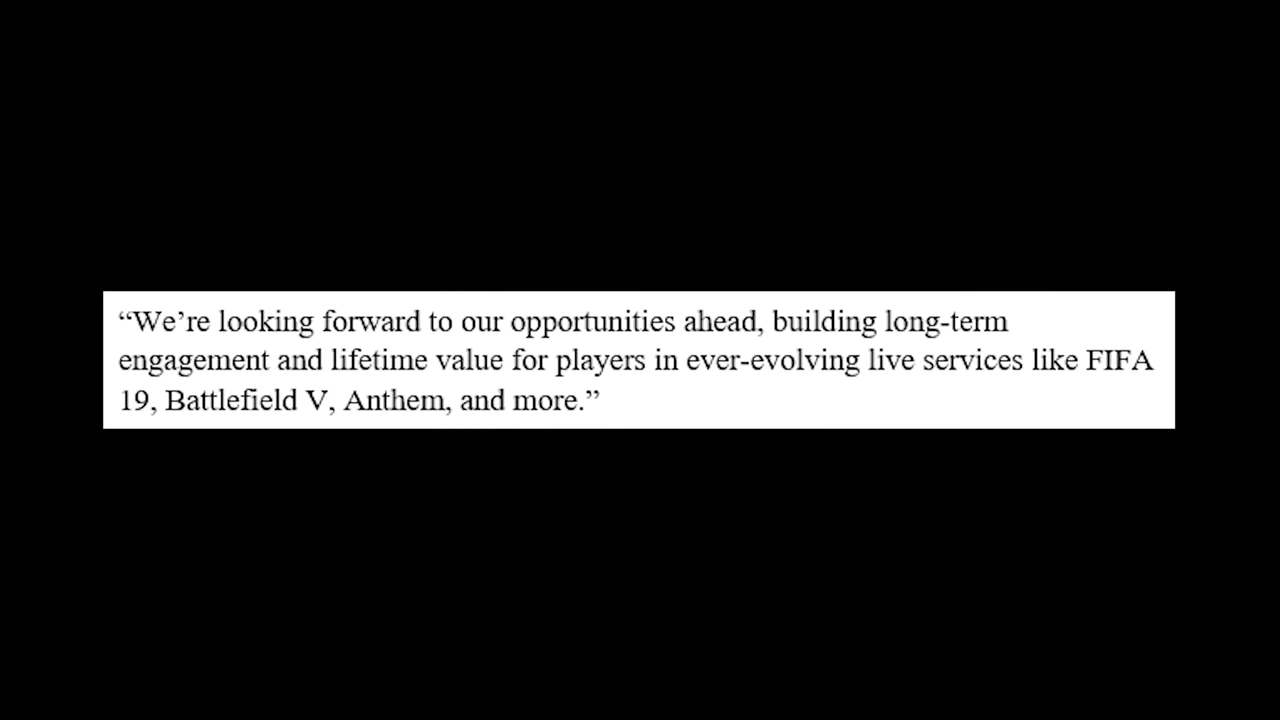 “We’re looking forward to our opportunities ahead, building long-term
engagement and lifetime value for players in ever-evolving live services like FIFA
19, Battlefield V, Anthem, and more.”